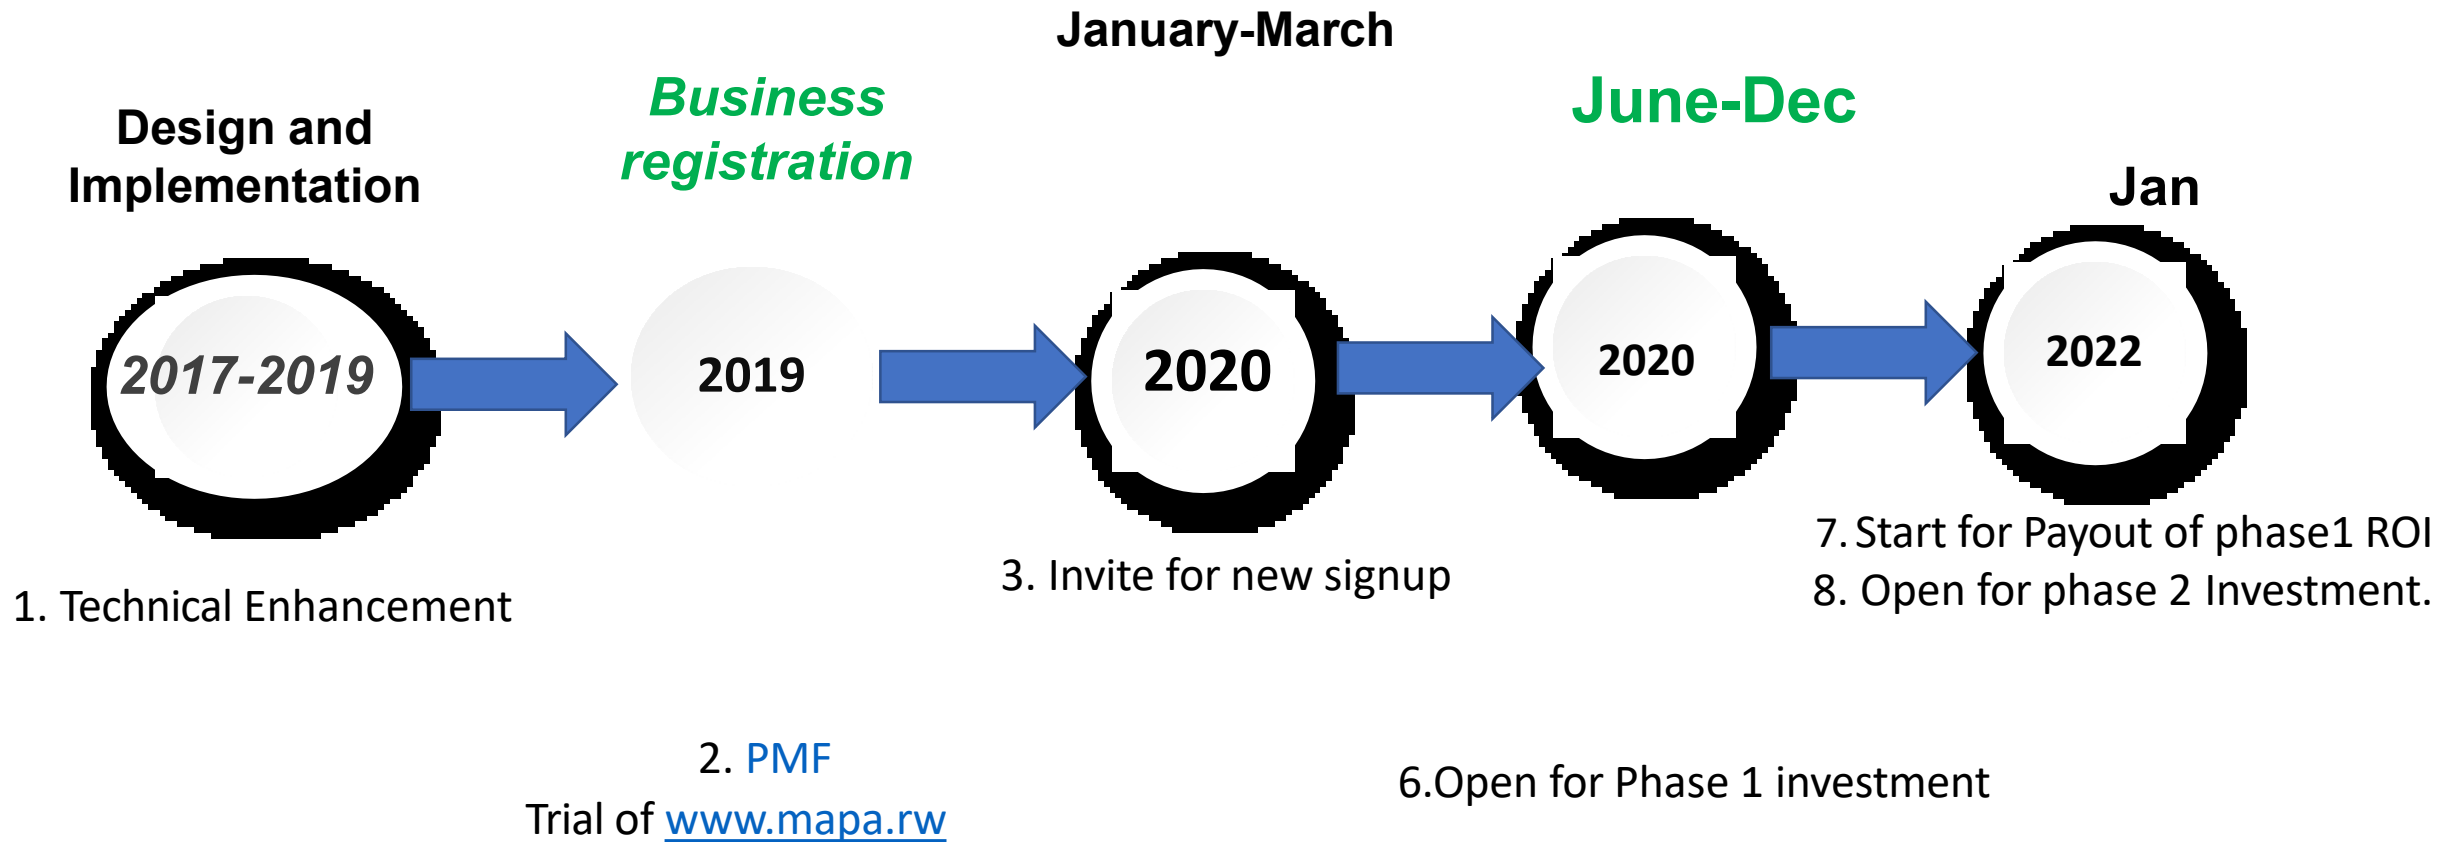 January-March
Business
registration
June-Dec
Design and
Implementation
Jan
2017-2019
2019
2020
2020
2022
1. Technical Enhancement
3. Invite for new signup
7. Start for Payout of phase1 ROI
8. Open for phase 2 Investment.
2. PMF
Trial of www.mapa.rw
6.Open for Phase 1 investment